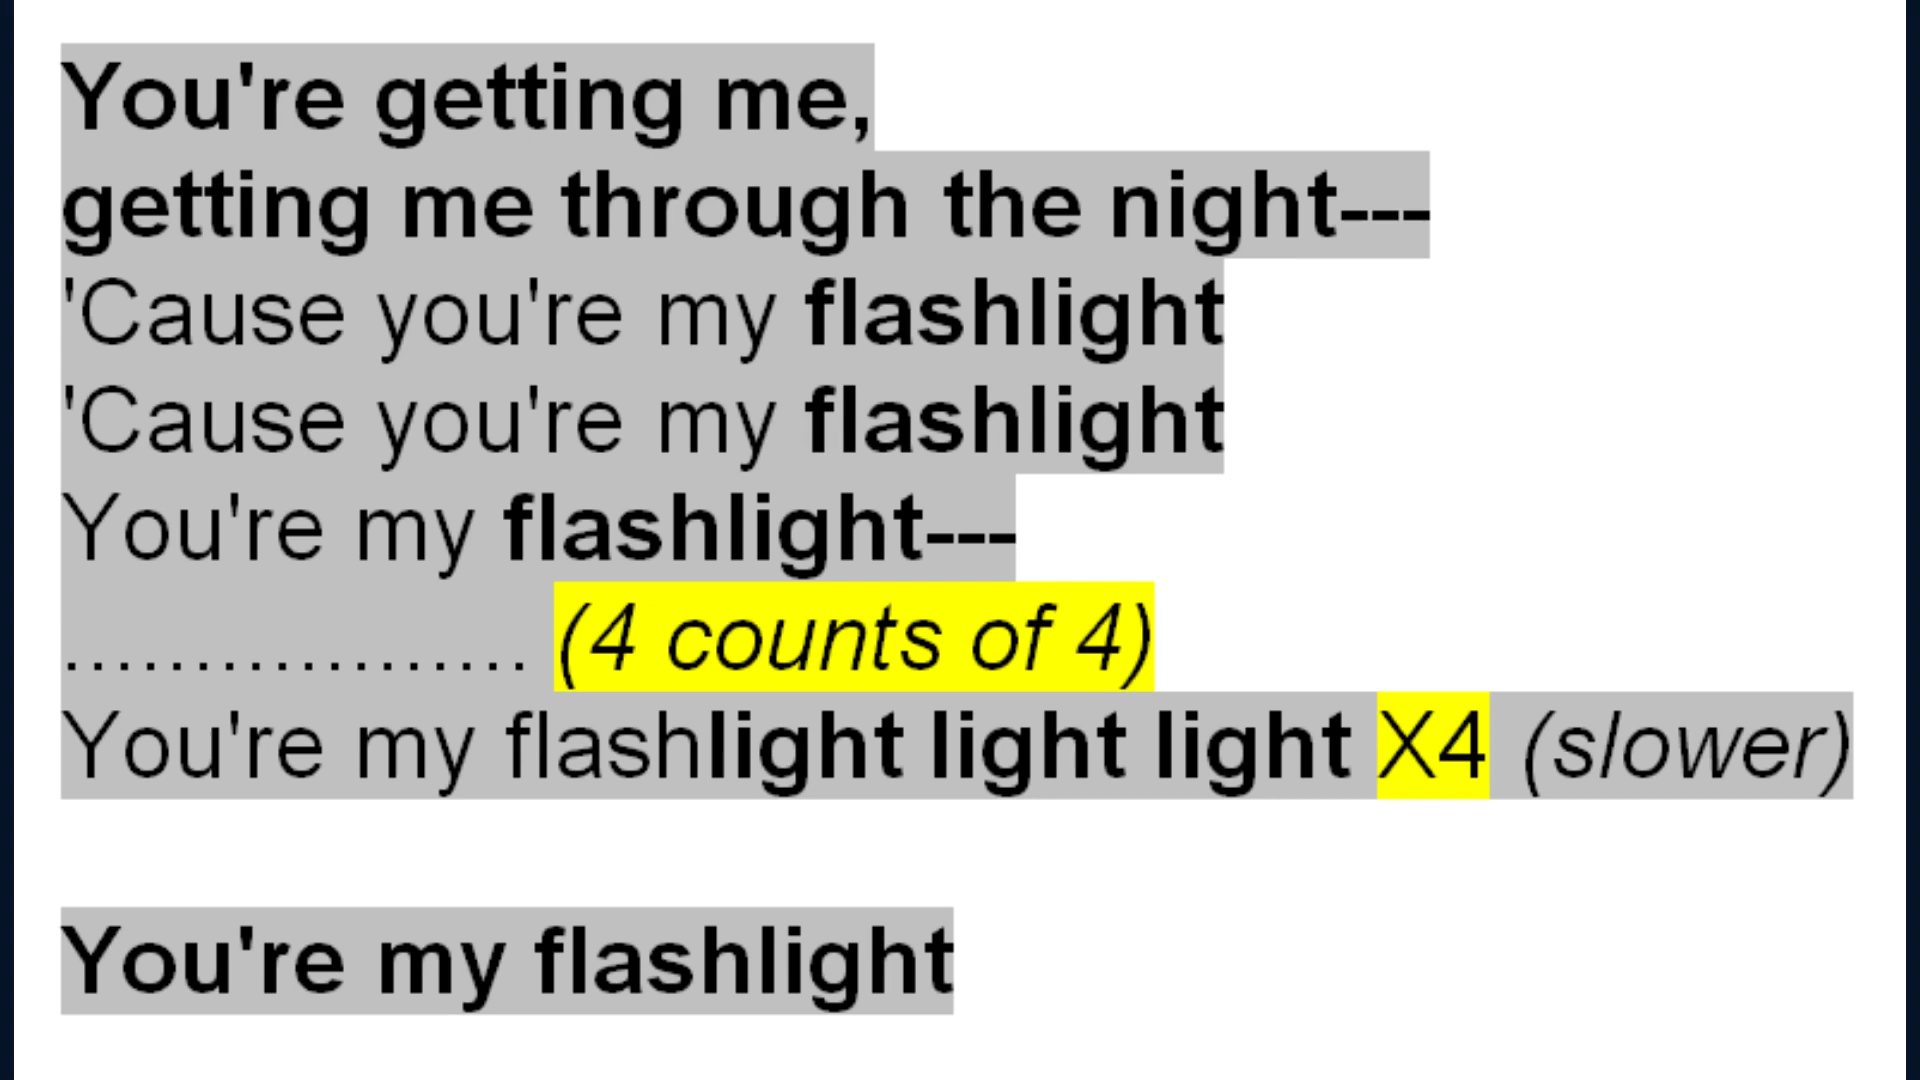 You're getting me,
getting me through the night---
'Cause you're my flashlight
'Cause you're my flashlight
You're my flashlight---
.................. (4 counts of 4)
You're my flashlight light light X4 (slower)
You're my flashlight